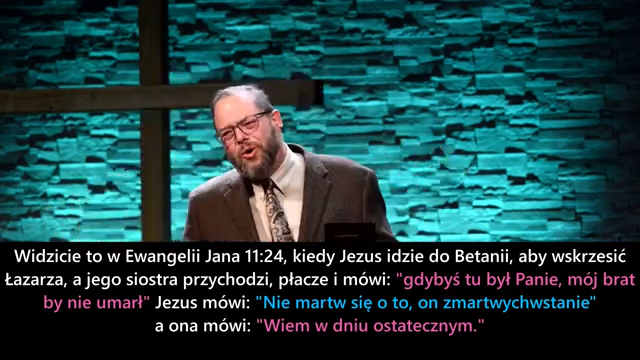 Widzicie to w Ewangelii Jana 11:24, kiedy Jezus idzie do Betanii, aby wskrzesić
Łazarza, a jego siostra przychodzi, płacze i mówi: "gdybyś tu był Panie, mój brat
by nie umarł" Jezus mówi: "Nie martw się o to, on zmartwychwstanie"
a ona mówi: "Wiem w dniu ostatecznym."